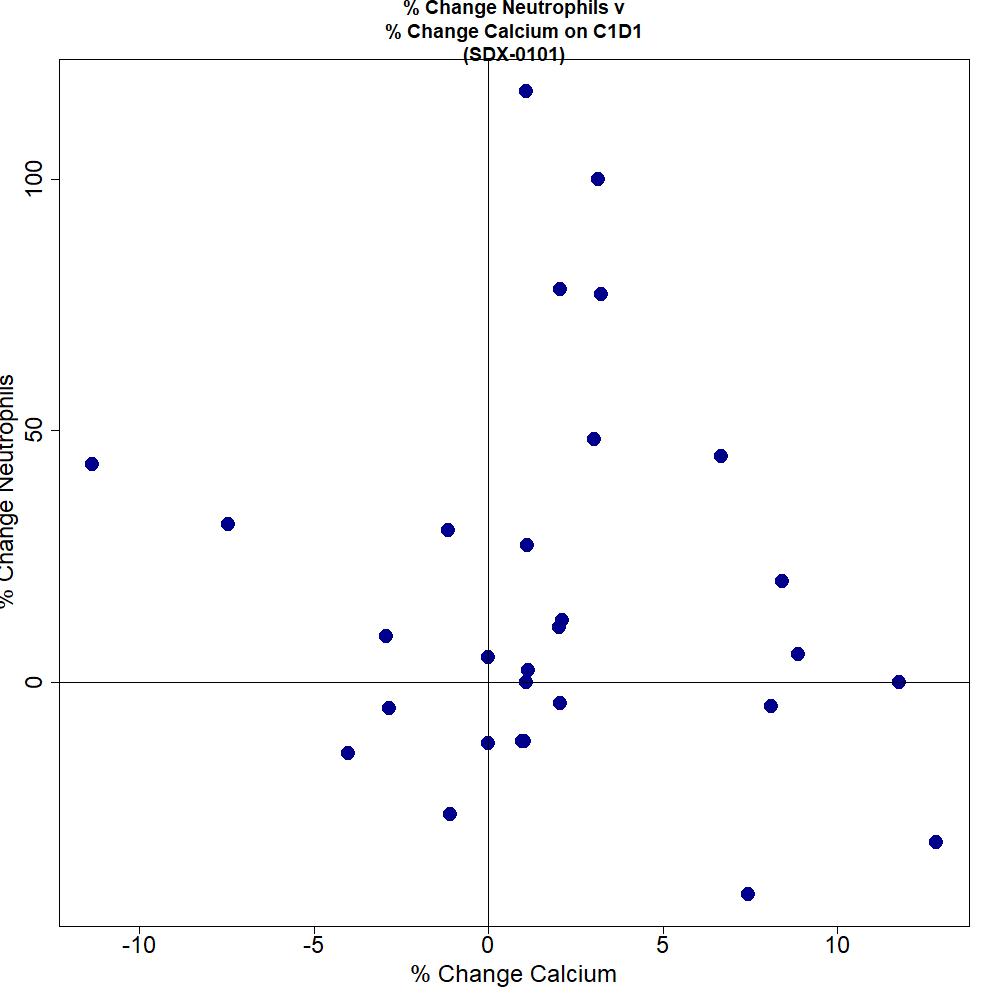 % Change Neutrophils v
% Change Calcium on C1D1
(SDX-0101)
% Change Neutrophils
100
50
0
-10
-5
0
5
10
% Change Calcium